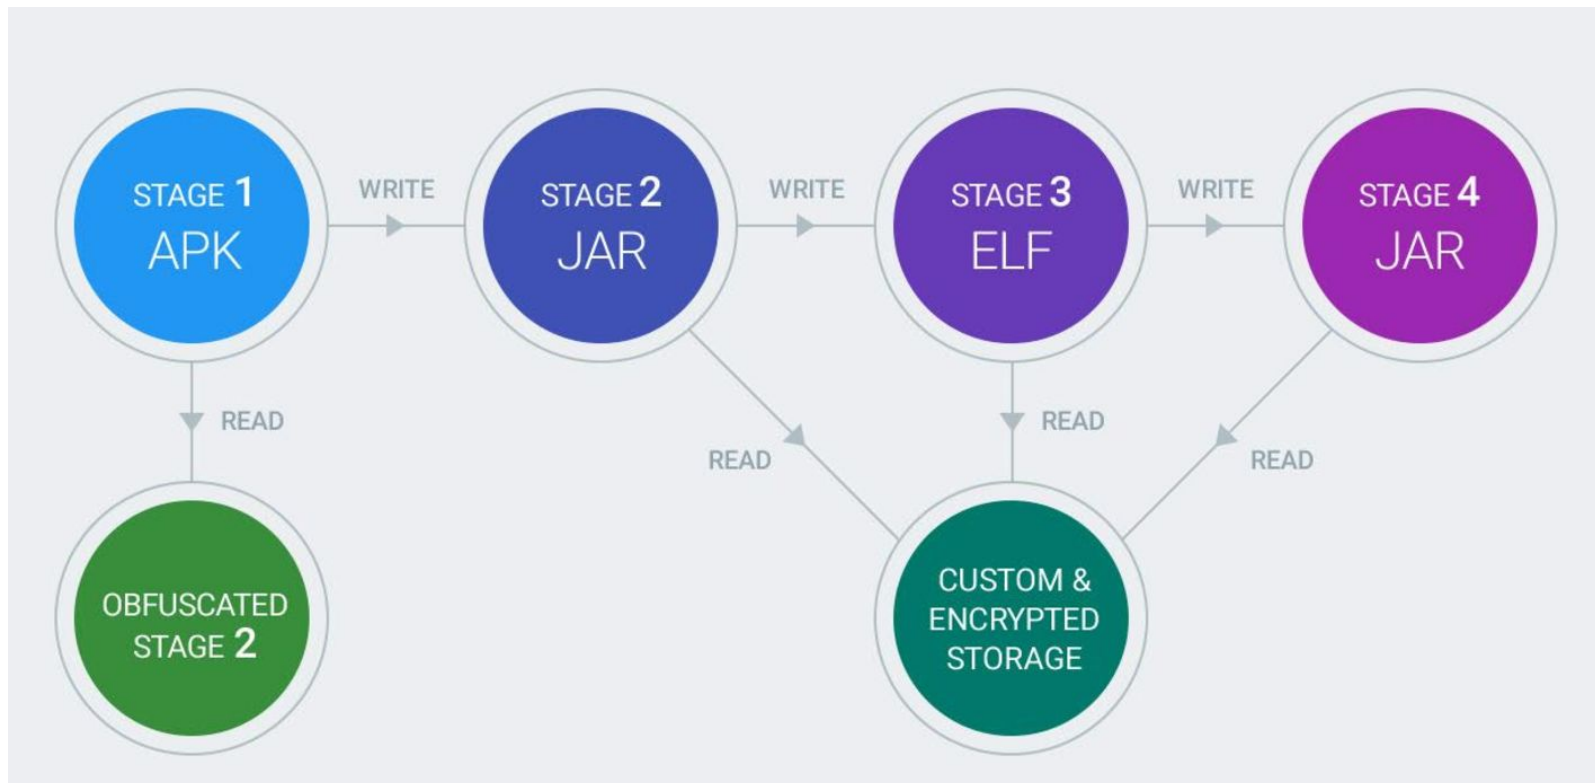 STAGE 1
APK
WRITE
STAGE 2
JAR
WRITE
STAGE 3
ELF
WRITE
STAGE 4
JAR
READ
READ
READ
READ
OBFUSCATED
STAGE 2
CUSTOM &
ENCRYPTED
STORAGE